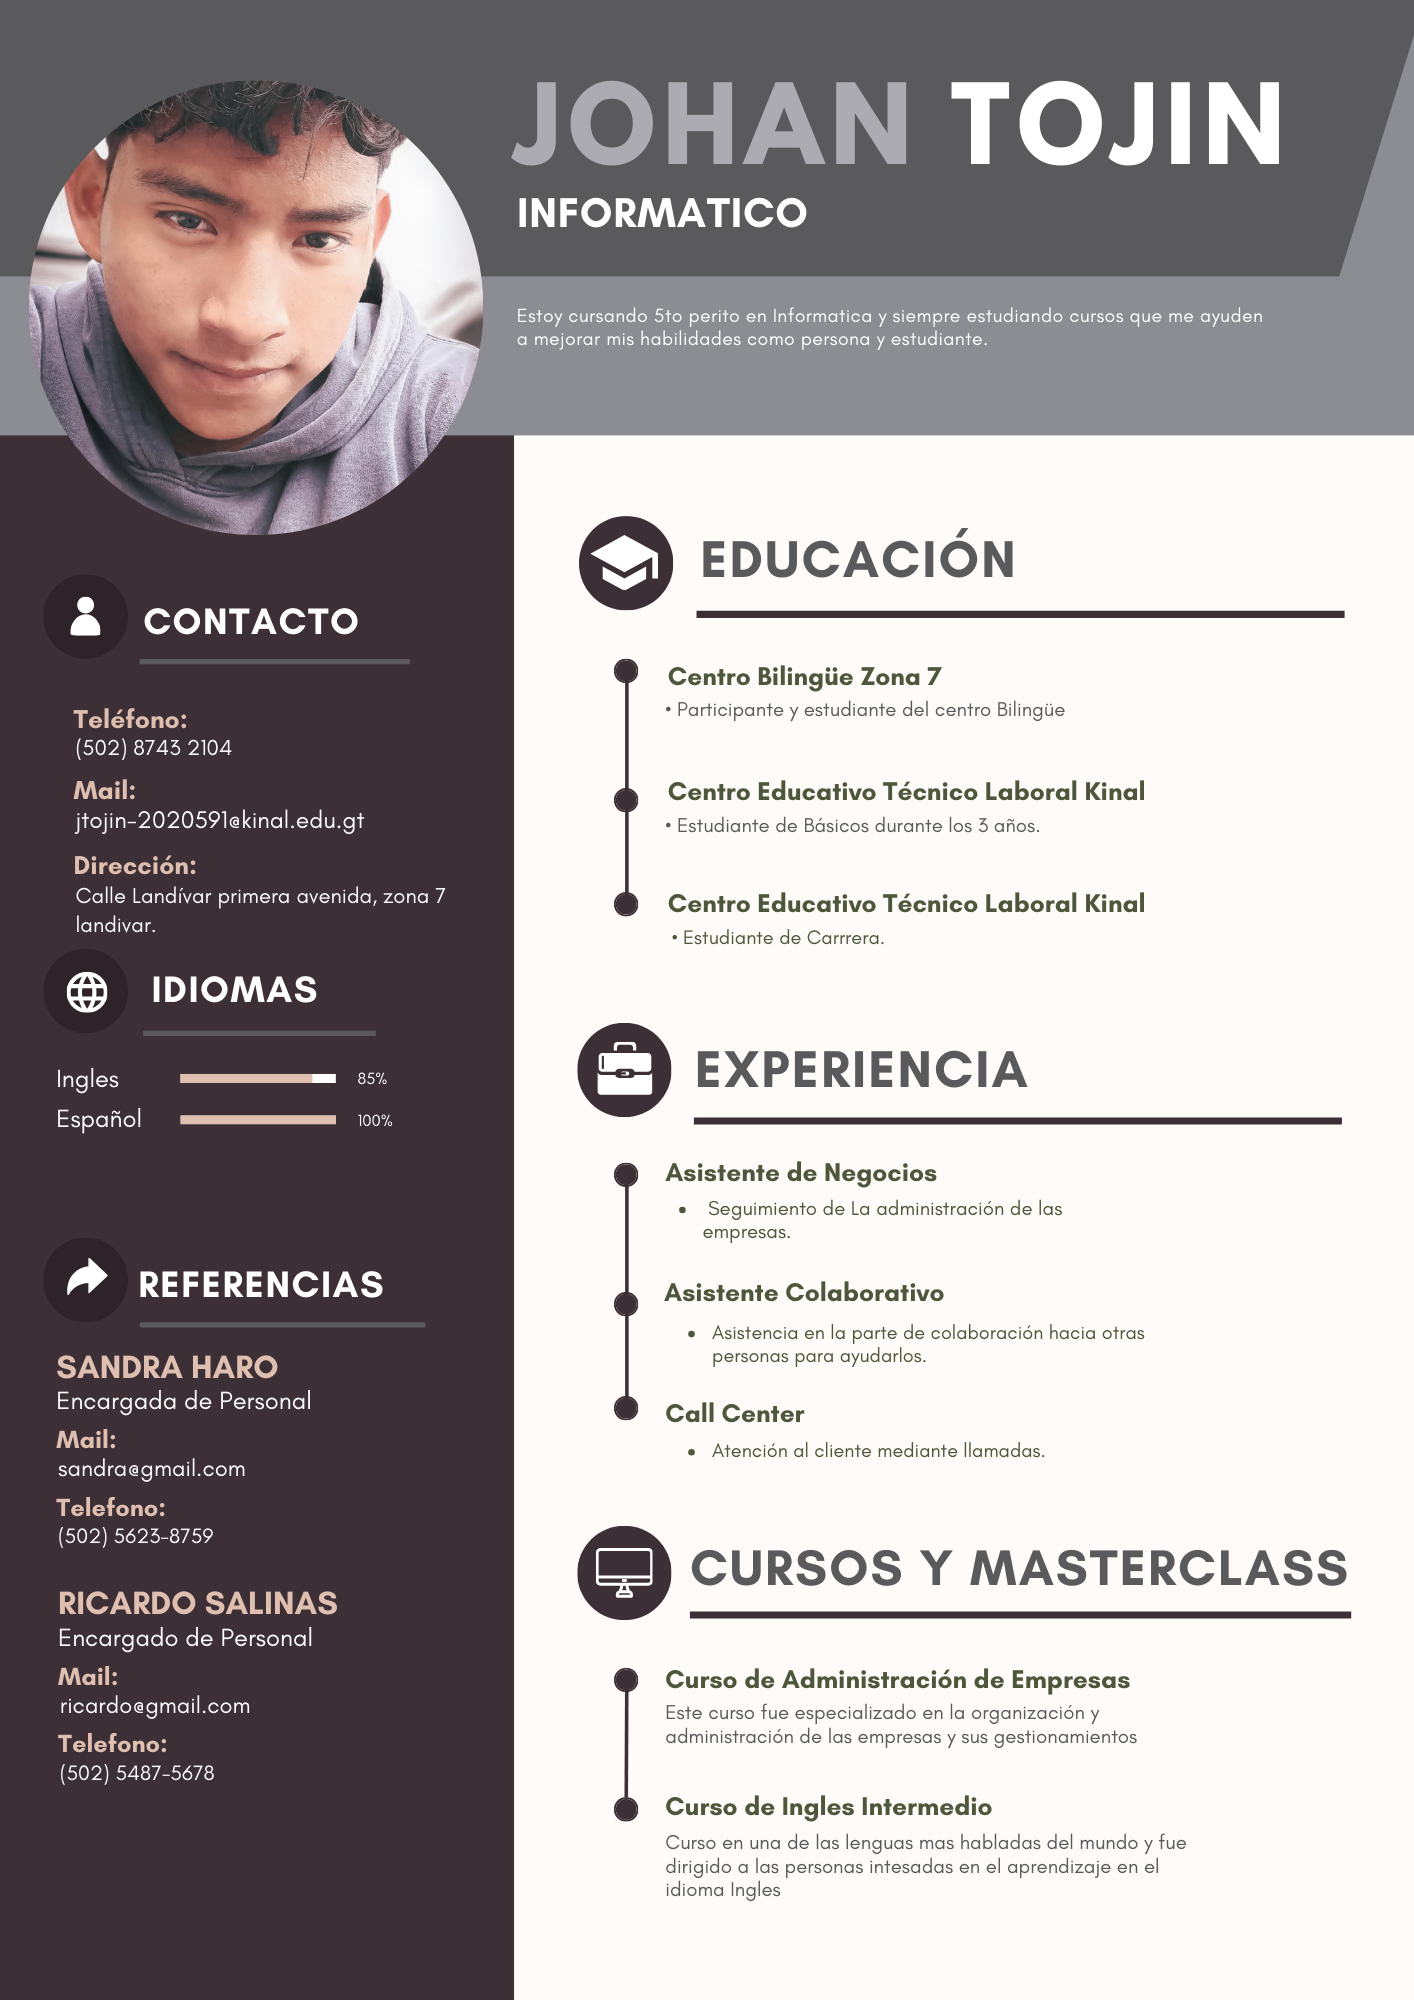 JOHAN TOJIN
INFORMATICO
Estoy cursando 5to perito en Informatica y siempre estudiando cursos que me ayuden
a mejorar mis habilidades como persona y estudiante.
CONTACTO
Teléfono:
(502) 8743 2104
Mail:
jtojin-2020591@kinal.edu.gt
Dirección:
Calle Landívar primera avenida, zona 7
landivar.
IDIOMAS
Ingles 85%
Español 100%
REFERENCIAS
SANDRA HARO
Encargada de Personal
Mail:
sandra@gmail.com
Telefono:
(502) 5623-8759
RICARDO SALINAS
Encargado de Personal
Mail:
ricardo@gmail.com
Telefono:
(502) 5487-5678
EDUCACIÓN
Centro Bilingüe Zona 7
• Participante y estudiante del centro Bilingüe
Centro Educativo Técnico Laboral Kinal
• Estudiante de Básicos durante los 3 años.
Centro Educativo Técnico Laboral Kinal
• Estudiante de Carrrera.
EXPERIENCIA
Asistente de Negocios
• Seguimiento de La administración de las
empresas.
Asistente Colaborativo
• Asistencia en la parte de colaboración hacia otras
personas para ayudarlos.
Call Center
• Atención al cliente mediante llamadas.
CURSOS Y MASTERCLASS
Curso de Administración de Empresas
Este curso fue especializado en la organización y
administración de las empresas y sus gestionamientos
Curso de Ingles Intermedio
Curso en una de las lenguas mas habladas del mundo y fue
dirigido a las personas intesadas en el aprendizaje en el
idioma Ingles